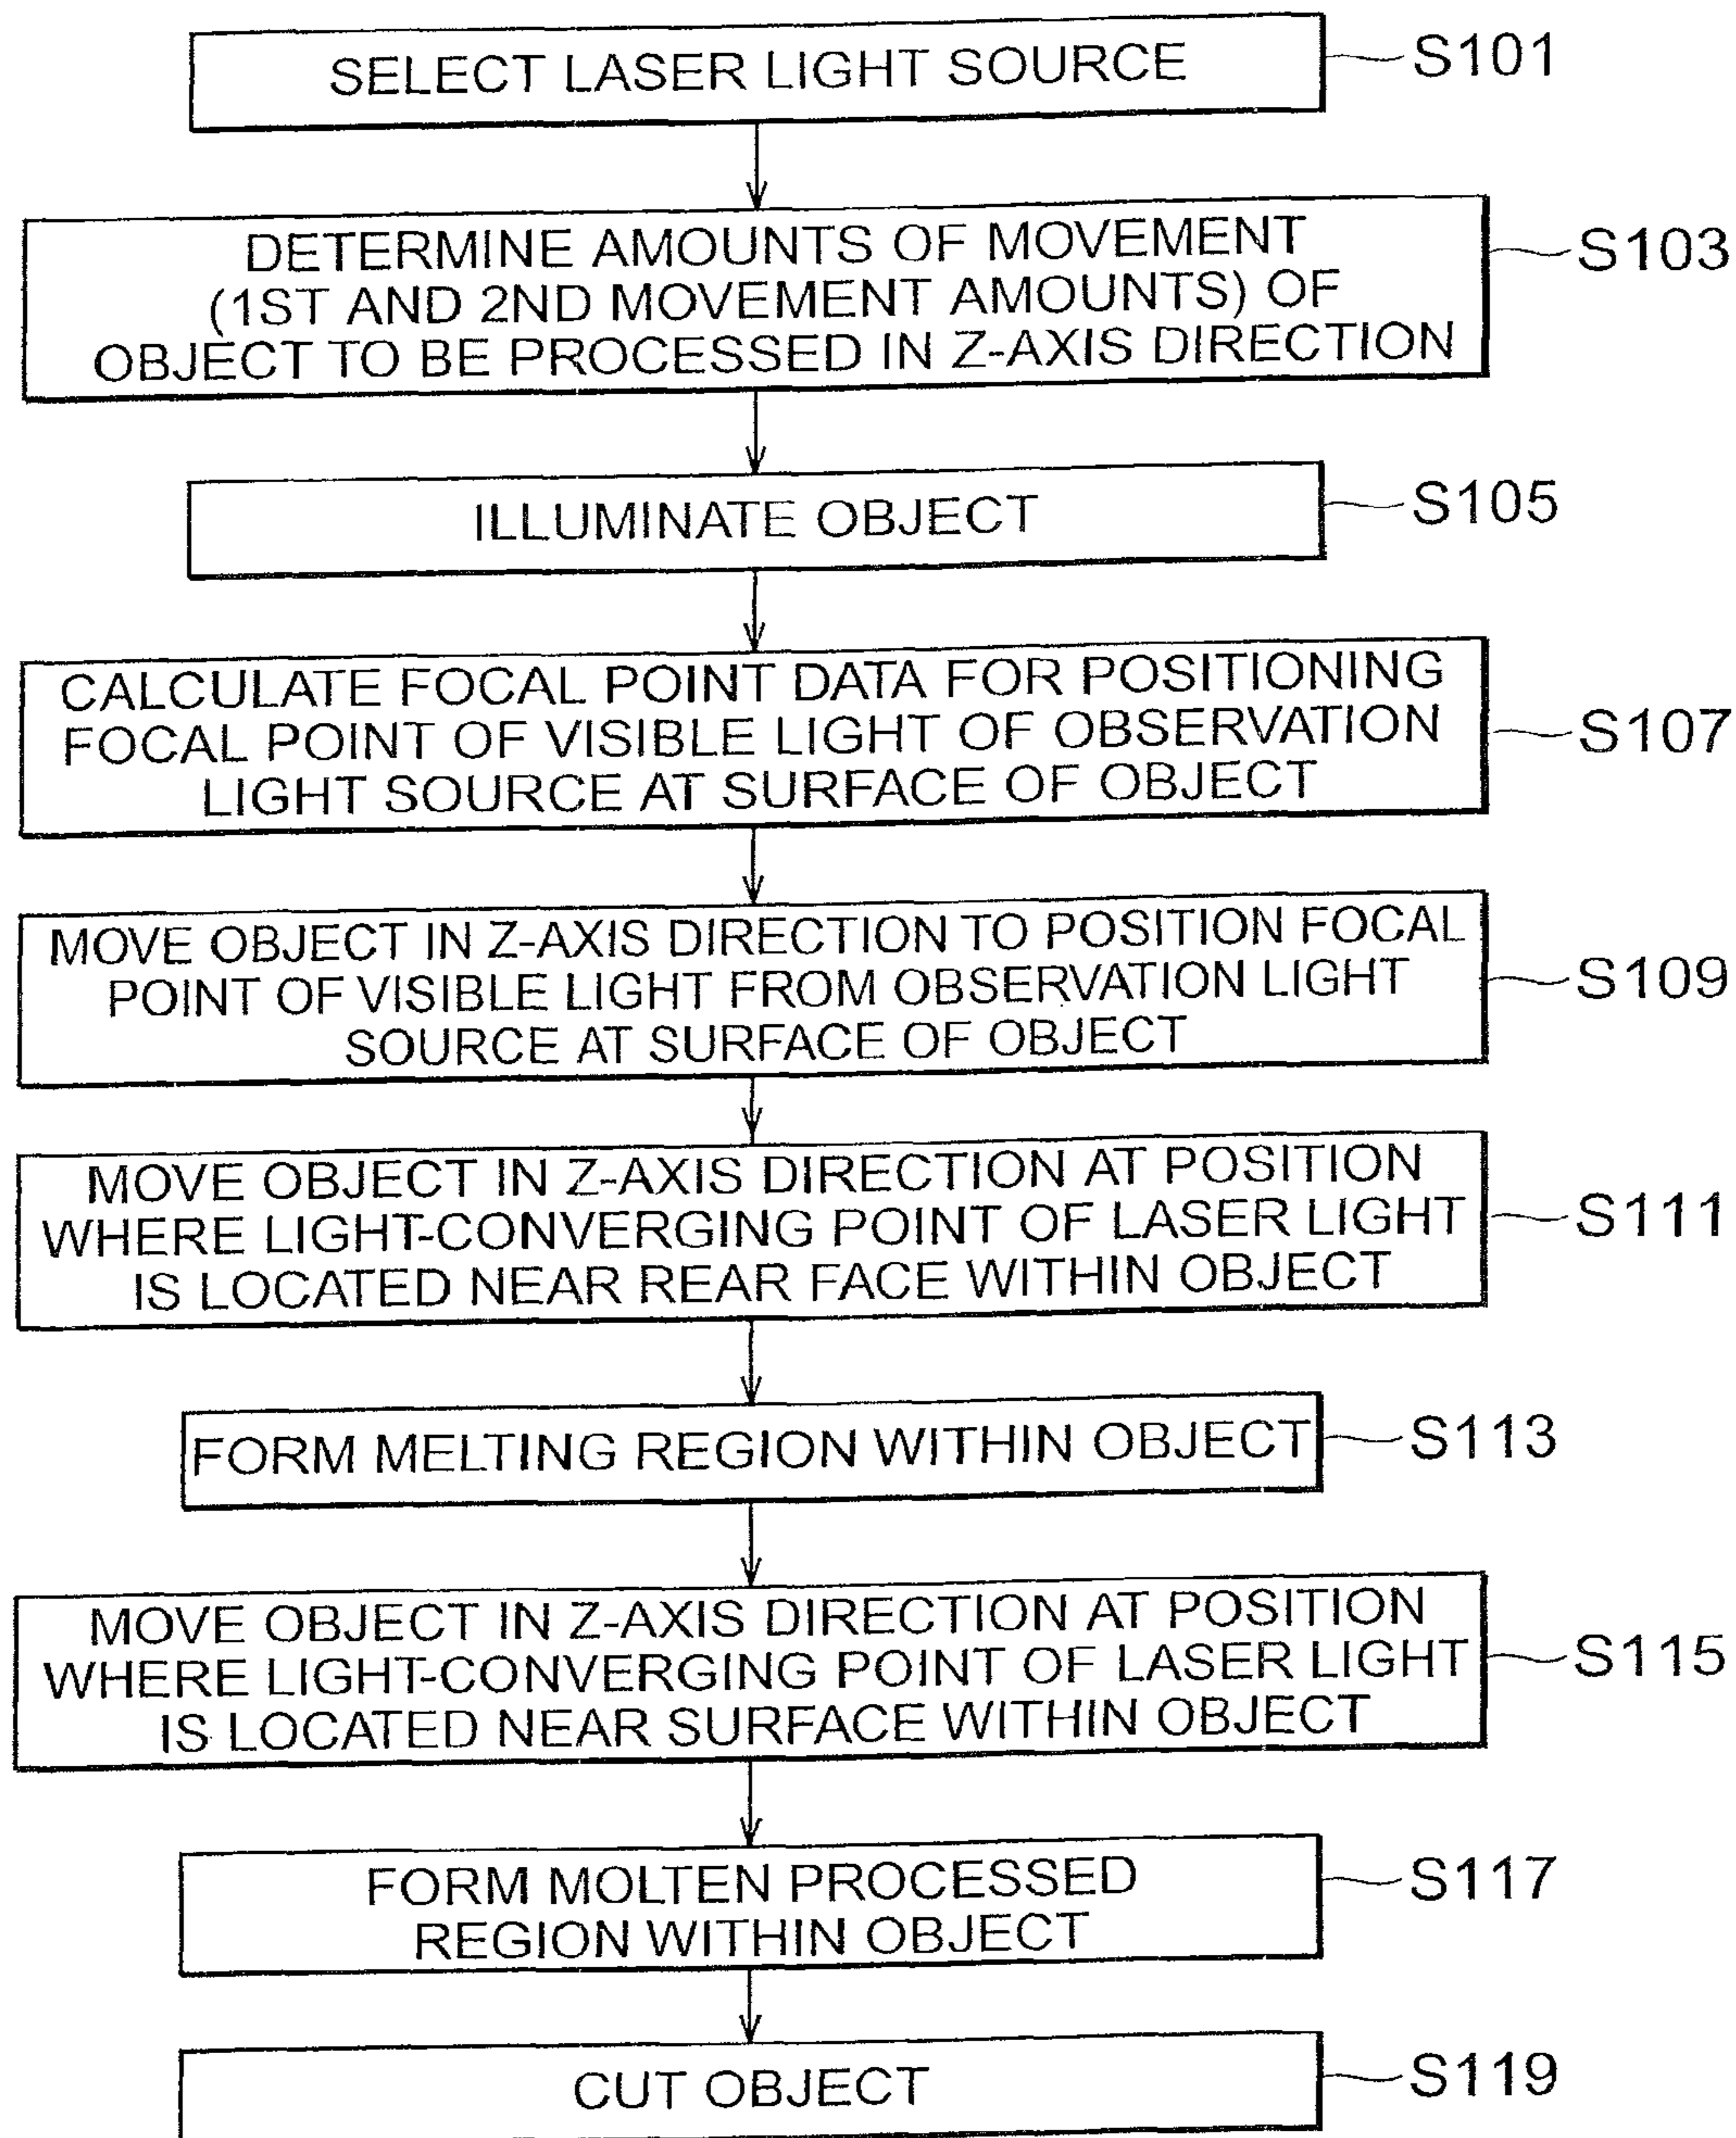 SELECT LASER LIGHT SOURCE
S101
DETERMINE AMOUNTS OF MOVEMENT
(1ST AND 2ND MOVEMENT AMOUNTS) OF
OBJECT TO BE PROCESSED IN Z-AXIS DIRECTION
S103
ILLUMINATE OBJECT
S105
CALCULATE FOCAL POINT DATA FOR POSITIONING
FOCAL POINT OF VISIBLE LIGHT OF OBSERVATION
LIGHT SOURCE AT SURFACE OF OBJECT
S107
MOVE OBJECT IN Z-AXIS DIRECTION TO POSITION FOCAL
POINT OF VISIBLE LIGHT FROM OBSERVATION LIGHT
SOURCE AT SURFACE OF OBJECT
S109
MOVE OBJECT IN Z-AXIS DIRECTION AT POSITION
WHERE LIGHT-CONVERGING POINT OF LASER LIGHT
IS LOCATED NEAR REAR FACE WITHIN OBJECT
S111
FORM MELTING REGION WITHIN OBJECT
S113
MOVE OBJECT IN Z-AXIS DIRECTION AT POSITION
WHERE LIGHT-CONVERGING POINT OF LASER LIGHT
IS LOCATED NEAR SURFACE WITHIN OBJECT
S115
FORM MOLTEN PROCESSED
REGION WITHIN OBJECT
S117
CUT OBJECT
S119